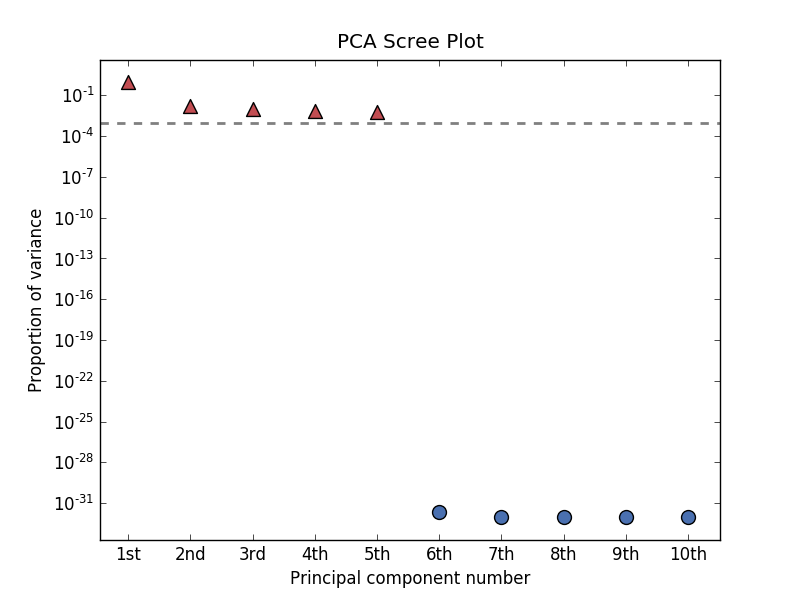 PCA Scree Plot
Proportion of variance
10^-1
10^-4
10^-7
10^-10
10^-13
10^-16
10^-19
10^-22
10^-25
10^-28
10^-31
1st 2nd 3rd 4th 5th 6th 7th 8th 9th 10th
Principal component number